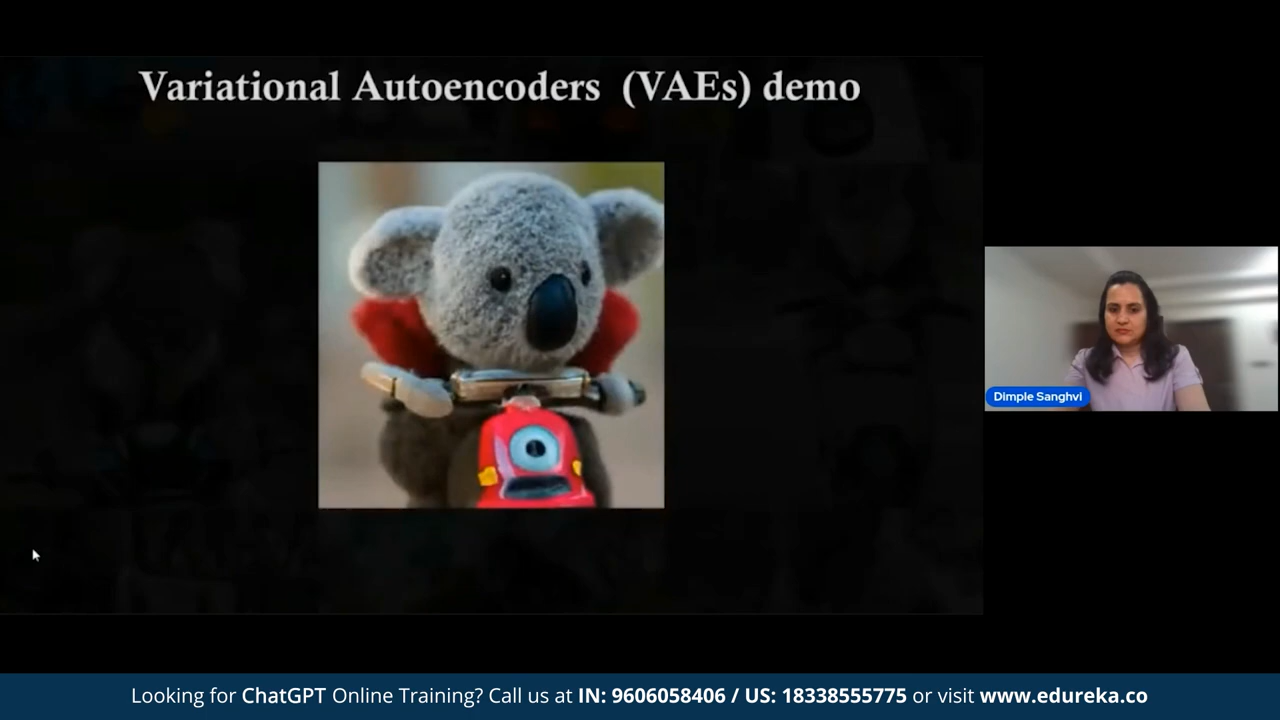 Variational Autoencoders (VAEs) demo
Dimple Sanghvi
Looking for ChatGPT Online Training? Call us at IN: 9606058406 / US: 18338555775 or visit www.edureka.co